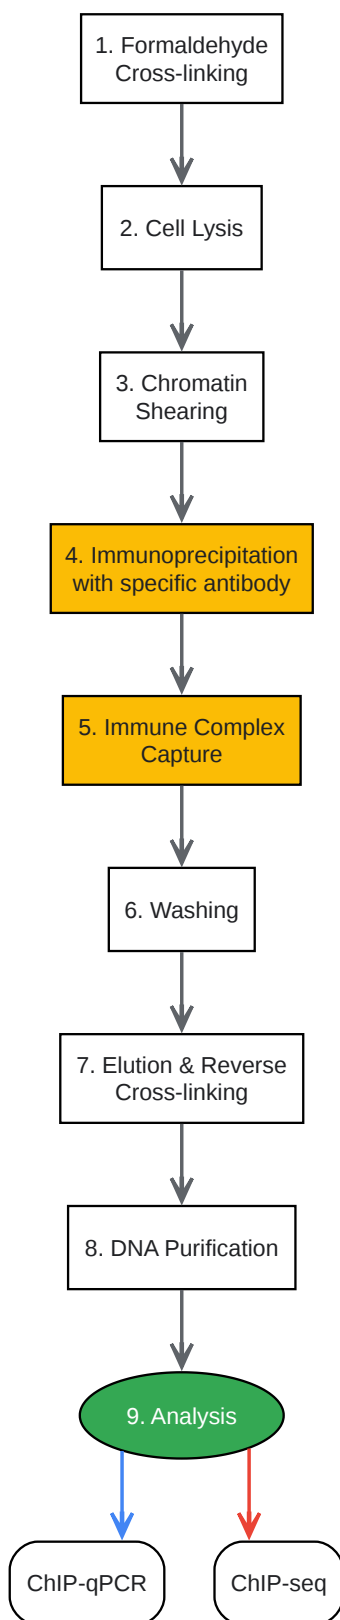 1. Formaldehyde
Cross-linking
2. Cell Lysis
3. Chromatin
Shearing
4. Immunoprecipitation
with specific antibody
5. Immune Complex
Capture
6. Washing
7. Elution & Reverse
Cross-linking
8. DNA Purification
9. Analysis
ChIP-qPCR
ChIP-seq